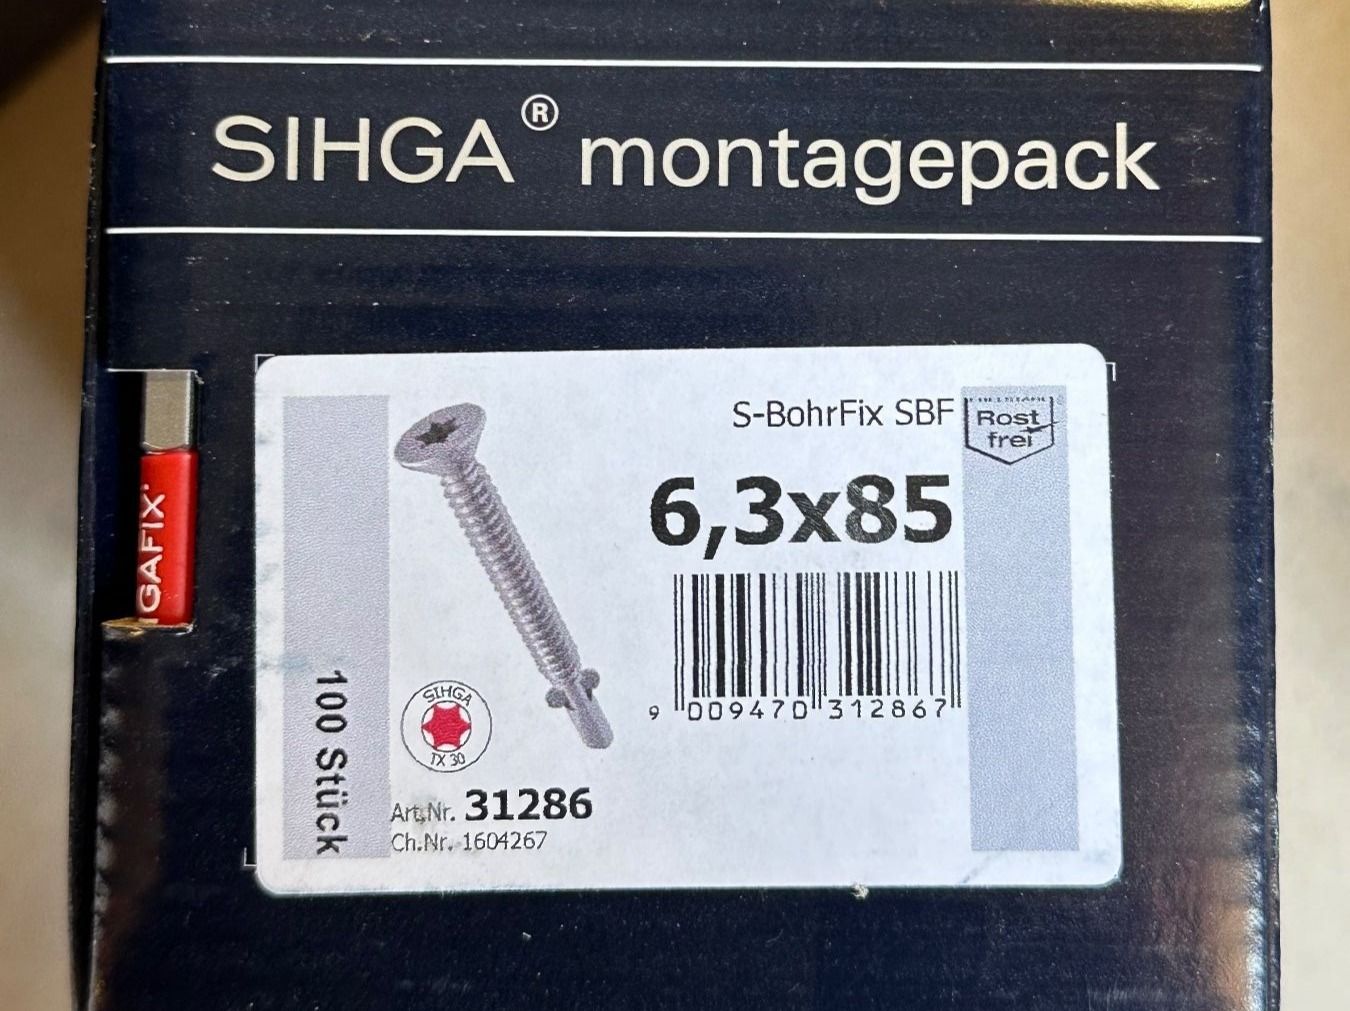 SIHGA® montagepack
S-BohrFix SBF
Rost
frei
6,3x85
9 009470 312867
GAFIX
100 Stück
SIHGA
TX 30
Art.Nr. 31286
Ch.Nr. 1604267